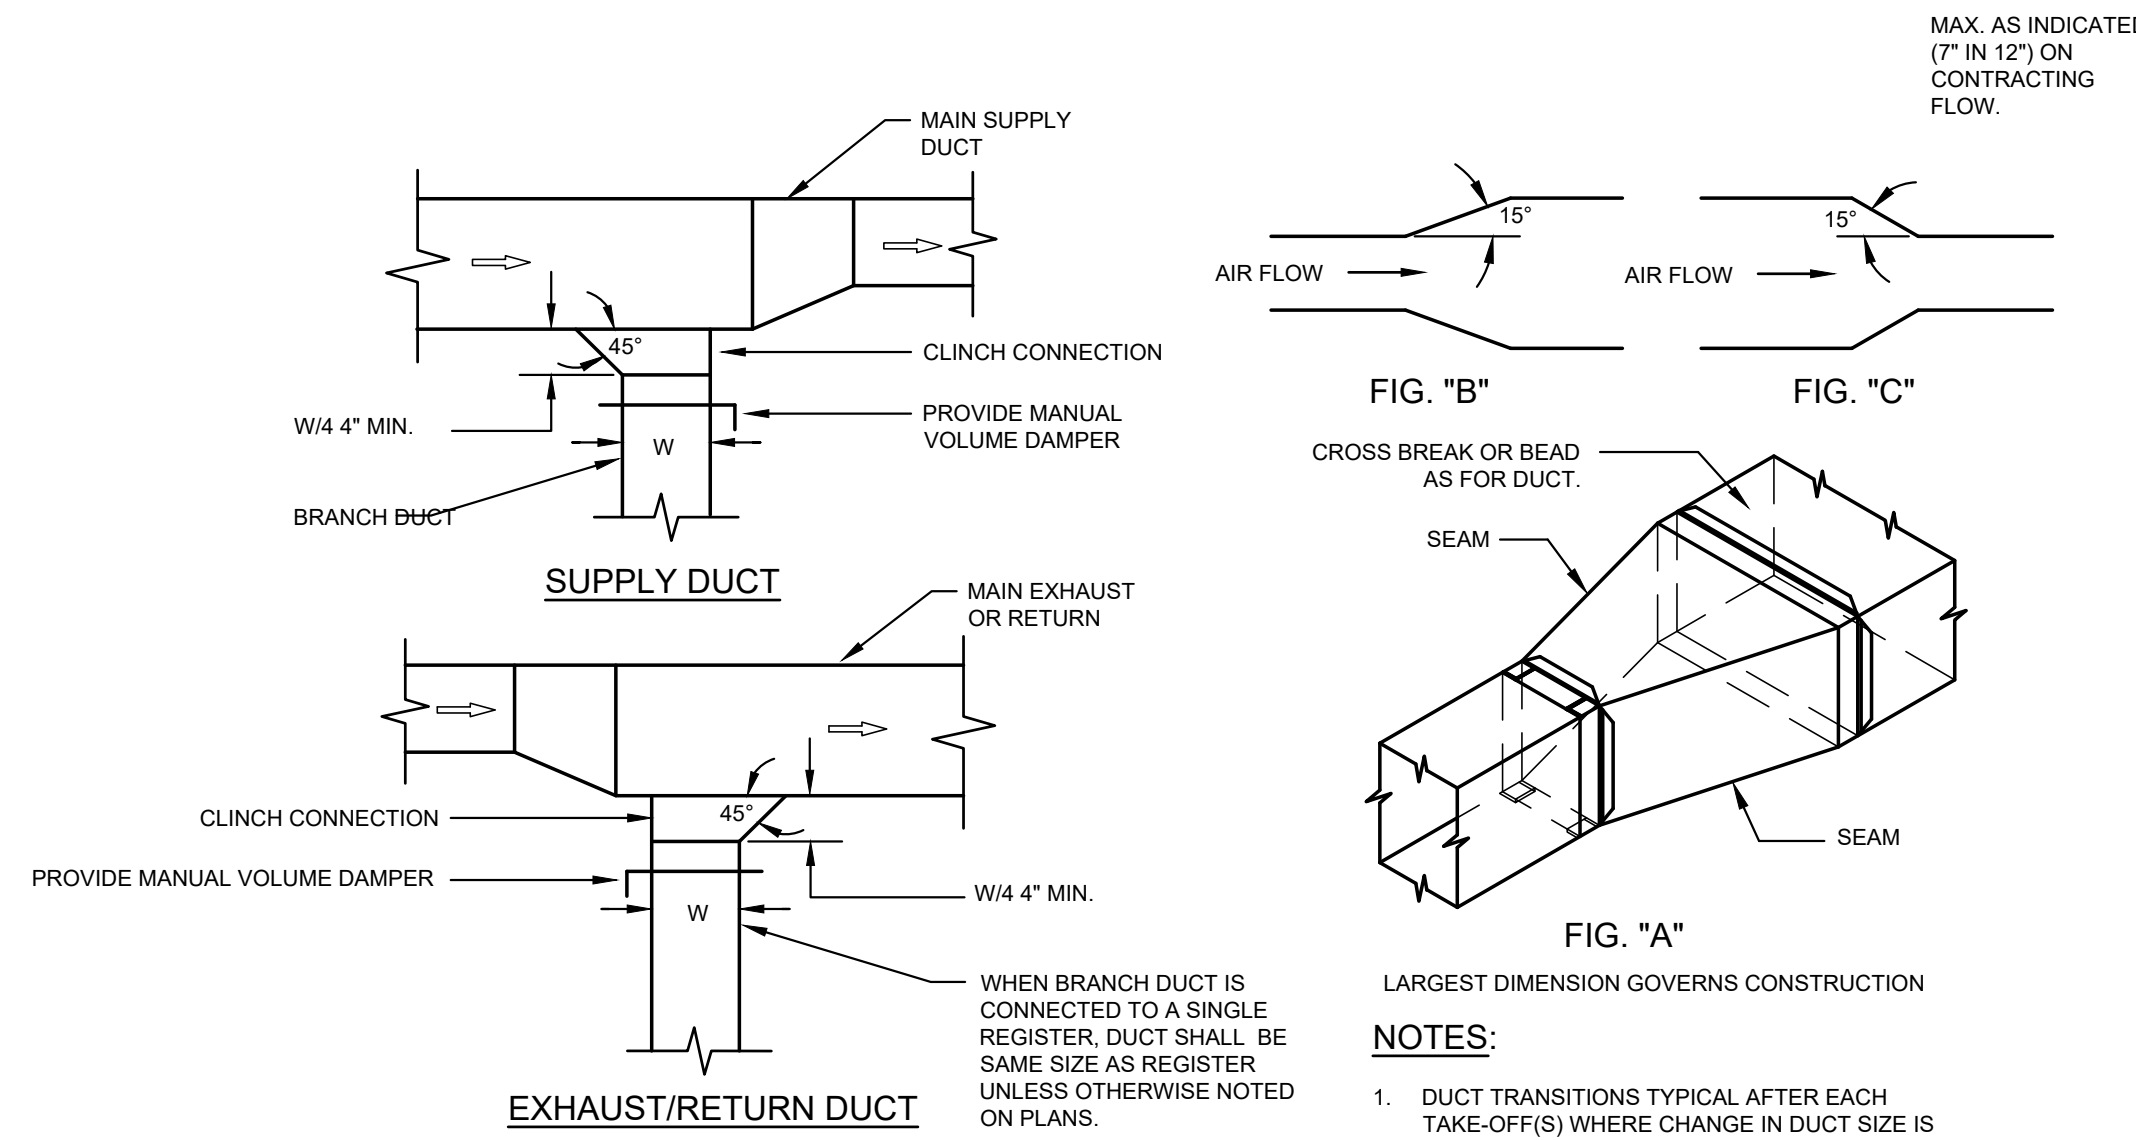 MAX. AS INDICATED
(7" IN 12") ON
CONTRACTING
FLOW.
MAIN SUPPLY
DUCT
45°
CLINCH CONNECTION
W/4 4" MIN.
PROVIDE MANUAL
VOLUME DAMPER
W
BRANCH DUCT
SUPPLY DUCT
15°
AIR FLOW
FIG. "B"
15°
AIR FLOW
FIG. "C"
MAIN EXHAUST
OR RETURN
45°
CLINCH CONNECTION
PROVIDE MANUAL VOLUME DAMPER
W/4 4" MIN.
W
WHEN BRANCH DUCT IS
CONNECTED TO A SINGLE
REGISTER, DUCT SHALL BE
SAME SIZE AS REGISTER
UNLESS OTHERWISE NOTED
ON PLANS.
EXHAUST/RETURN DUCT
CROSS BREAK OR BEAD
AS FOR DUCT.
SEAM
SEAM
FIG. "A"
LARGEST DIMENSION GOVERNS CONSTRUCTION
NOTES:
1. DUCT TRANSITIONS TYPICAL AFTER EACH
TAKE-OFF(S) WHERE CHANGE IN DUCT SIZE IS